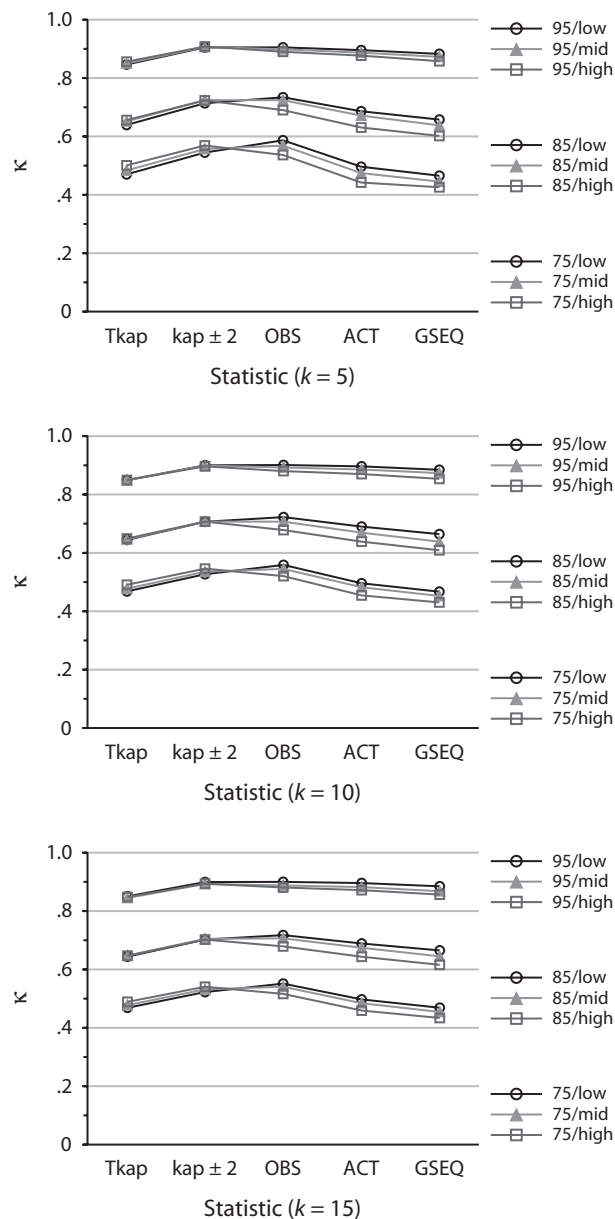 1.0
.8
.6
.4
.2
0
κ
Tkap kap ± 2 OBS ACT GSEQ
Statistic (k = 5)
95/low
95/mid
95/high
85/low
85/mid
85/high
75/low
75/mid
75/high
1.0
.8
.6
.4
.2
0
κ
Tkap kap ± 2 OBS ACT GSEQ
Statistic (k = 10)
95/low
95/mid
95/high
85/low
85/mid
85/high
75/low
75/mid
75/high
1.0
.8
.6
.4
.2
0
κ
Tkap kap ± 2 OBS ACT GSEQ
Statistic (k = 15)
95/low
95/mid
95/high
85/low
85/mid
85/high
75/low
75/mid
75/high